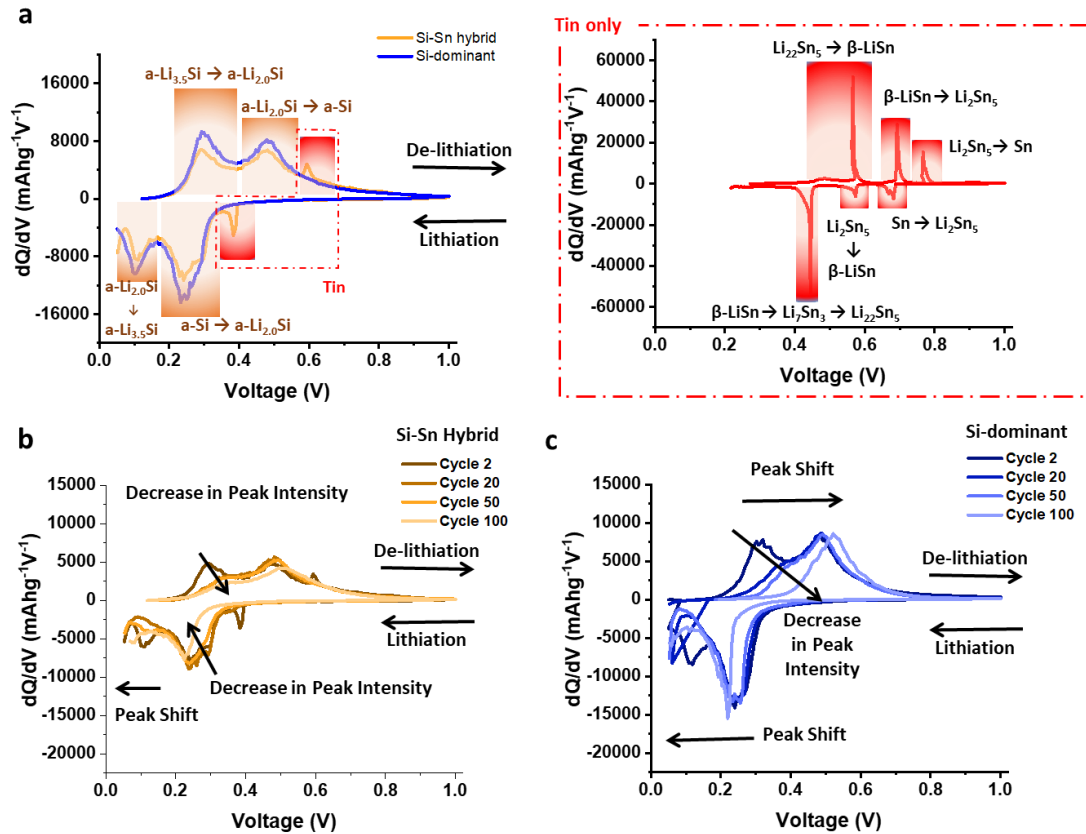 a
Si-Sn hybrid
Si-dominant
a-Li3.5Si → a-Li2.0Si
a-Li2.0Si → a-Si
De-lithiation
Lithiation
Tin
a-Li2.0Si
↓
a-Li3.5Si
a-Si → a-Li2.0Si
16000
8000
0
-8000
-16000
dQ/dV (mAhg⁻¹V⁻¹)
0.0 0.2 0.4 0.6 0.8 1.0
Voltage (V)
Tin only
Li22Sn5 → β-LiSn
β-LiSn → Li2Sn5
Li2Sn5 → Sn
Li2Sn5
↓
β-LiSn
Sn → Li2Sn5
β-LiSn → Li7Sn3 → Li22Sn5
60000
40000
20000
0
-20000
-40000
-60000
dQ/dV (mAhg⁻¹V⁻¹)
0.0 0.2 0.4 0.6 0.8 1.0
Voltage (V)
b
Si-Sn Hybrid
Cycle 2
Cycle 20
Cycle 50
Cycle 100
Decrease in Peak Intensity
De-lithiation
Lithiation
Decrease in Peak Intensity
Peak Shift
15000
10000
5000
0
-5000
-10000
-15000
-20000
dQ/dV (mAhg⁻¹V⁻¹)
0.0 0.2 0.4 0.6 0.8 1.0
Voltage (V)
c
Si-dominant
Cycle 2
Cycle 20
Cycle 50
Cycle 100
Peak Shift
De-lithiation
Decrease
in Peak
Intensity
Lithiation
Peak Shift
15000
10000
5000
0
-5000
-10000
-15000
-20000
dQ/dV (mAhg⁻¹V⁻¹)
0.0 0.2 0.4 0.6 0.8 1.0
Voltage (V)